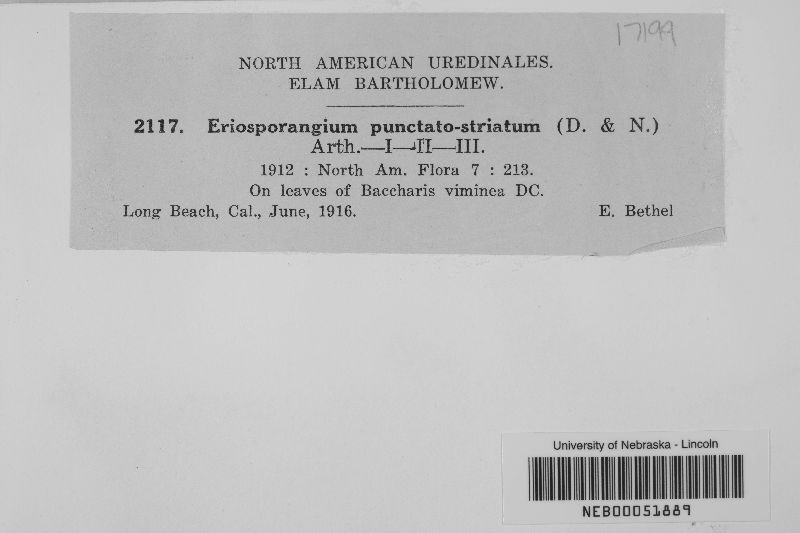 17199
NORTH AMERICAN UREDINALES.
ELAM BARTHOLOMEW.
2117. Eriosporangium punctato-striatum (D. & N.)
Arth.—I—II—III.
1912 : North Am. Flora 7 : 213.
On leaves of Baccharis viminea DC.
Long Beach, Cal., June, 1916. E. Bethel
University of Nebraska - Lincoln
NEB00051889